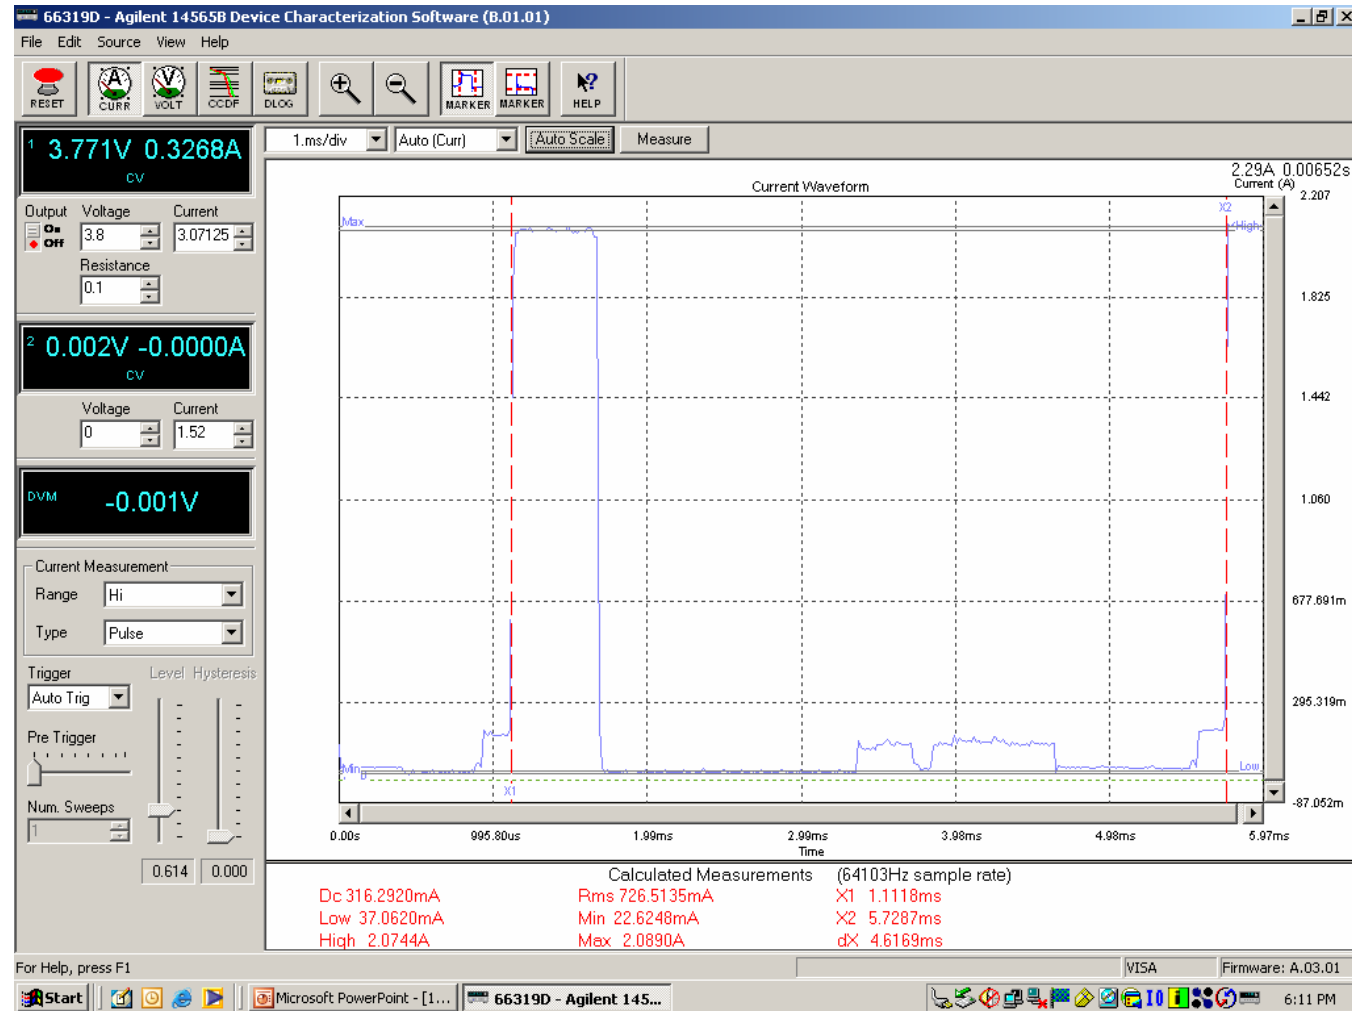 66319D - Agilent 14565B Device Characterization Software (B.01.01)
File Edit Source View Help
RESET CURR VOLT CCDF DLOG MARKER MARKER HELP
1.ms/div Auto (Curr) Auto Scale Measure
1 3.771V 0.3268A
CV
Output Voltage Current
On
Off
3.8 3.07125
Resistance
0.1
2 0.002V -0.0000A
CV
Voltage Current
0 1.52
DVM -0.001V
Current Measurement
Range Hi
Type Pulse
Trigger Level Hysteresis
Auto Trig
Pre Trigger
Num. Sweeps
1
0.614 0.000
2.29A 0.00652s
Current Waveform
Current (A)
2.207
X2
Max
High
1.825
1.442
1.060
677.691m
295.319m
Min
Low
X1
-87.052m
0.00s 995.80us 1.99ms 2.99ms 3.98ms 4.98ms 5.97ms
Time
Calculated Measurements (64103Hz sample rate)
Dc 316.2920mA Rms 726.5135mA X1 1.1118ms
Low 37.0620mA Min 22.6248mA X2 5.7287ms
High 2.0744A Max 2.0890A dX 4.6169ms
For Help, press F1
VISA Firmware: A.03.01
Start Microsoft PowerPoint - [1... 66319D - Agilent 145... 6:11 PM